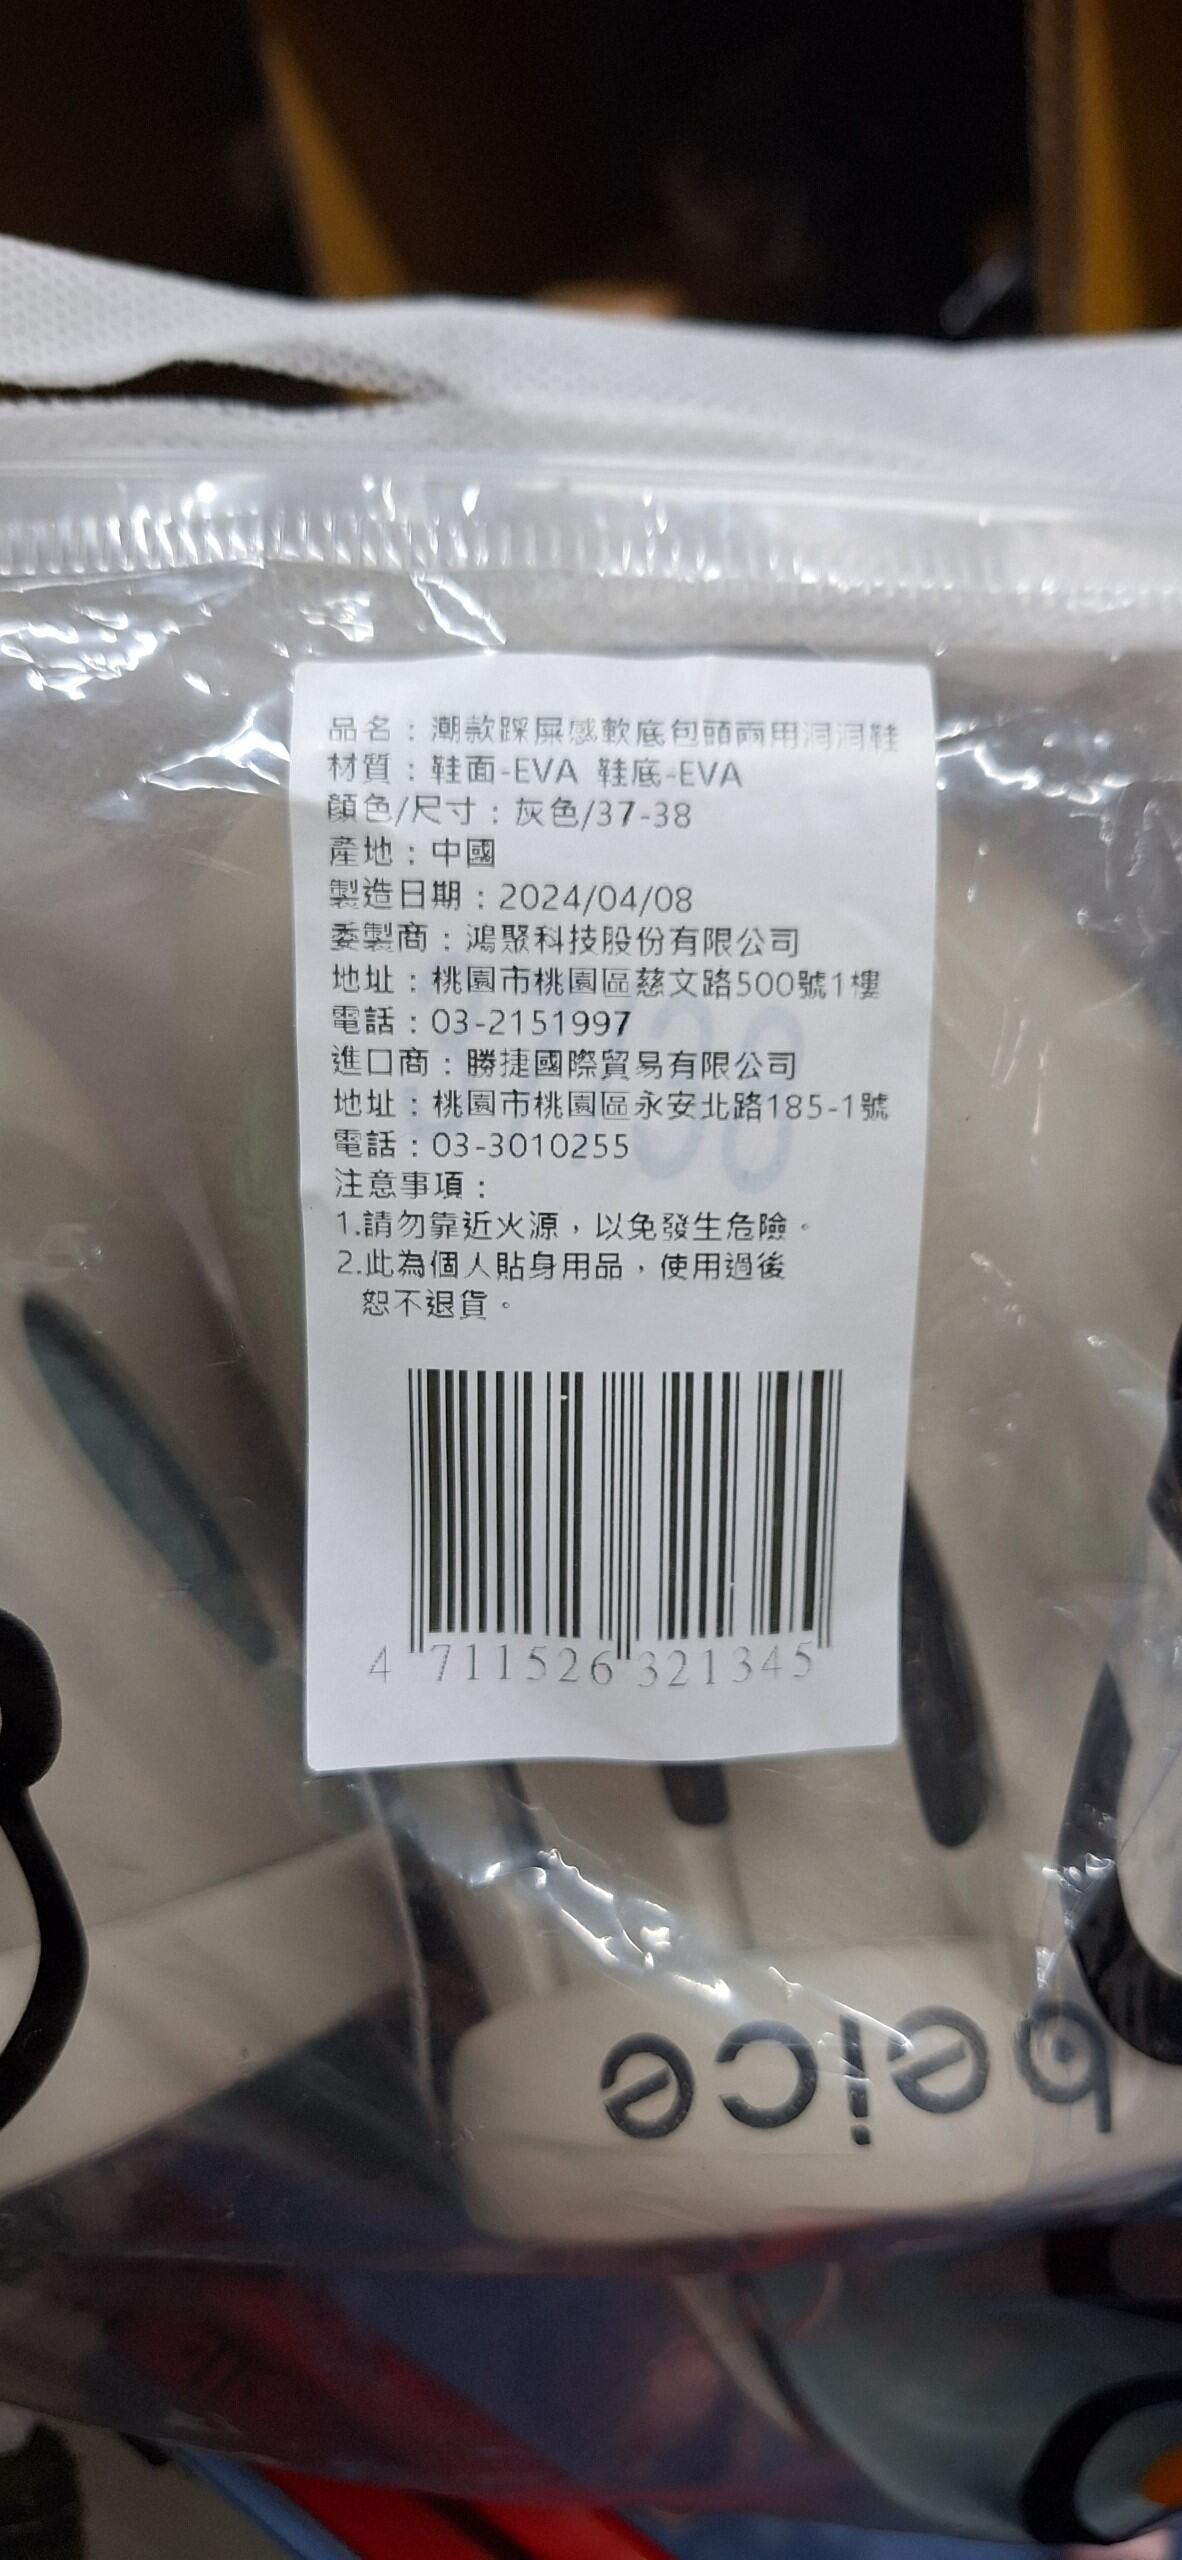 品名：潮款踩屎感軟底包頭兩用洞洞鞋
材質：鞋面-EVA 鞋底-EVA
顏色/尺寸：灰色/37-38
產地：中國
製造日期：2024/04/08
委製商：鴻聚科技股份有限公司
地址：桃園市桃園區慈文路500號1樓
電話：03-2151997
進口商：勝捷國際貿易有限公司
地址：桃園市桃園區永安北路185-1號
電話：03-3010255
注意事項：
1.請勿靠近火源，以免發生危險。
2.此為個人貼身用品，使用過後
恕不退貨。
4 711526 321345
beice